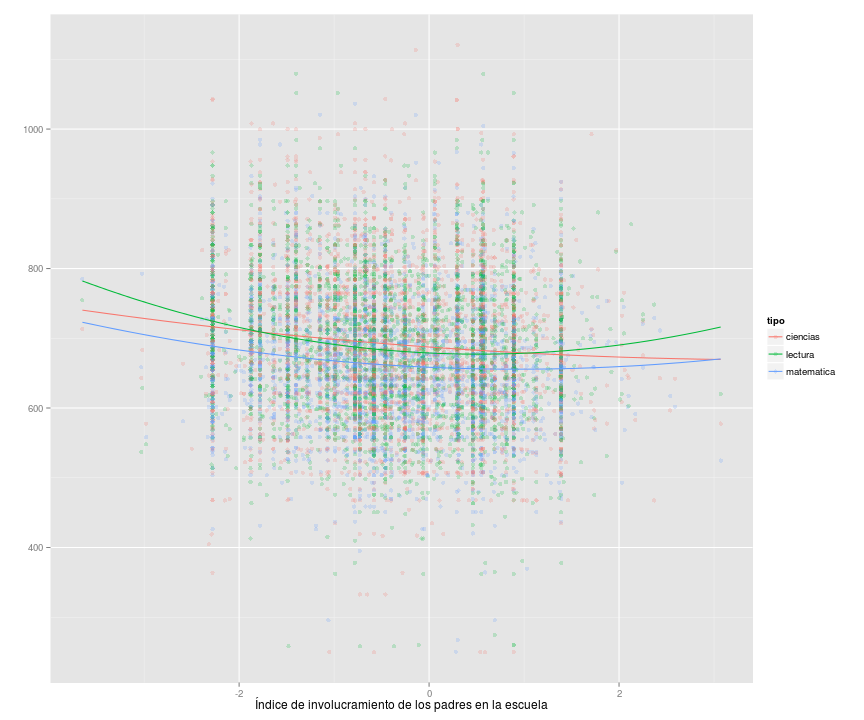 1000
800
600
400
-2
0
2
Índice de involucramiento de los padres en la escuela
tipo
ciencias
lectura
matematica